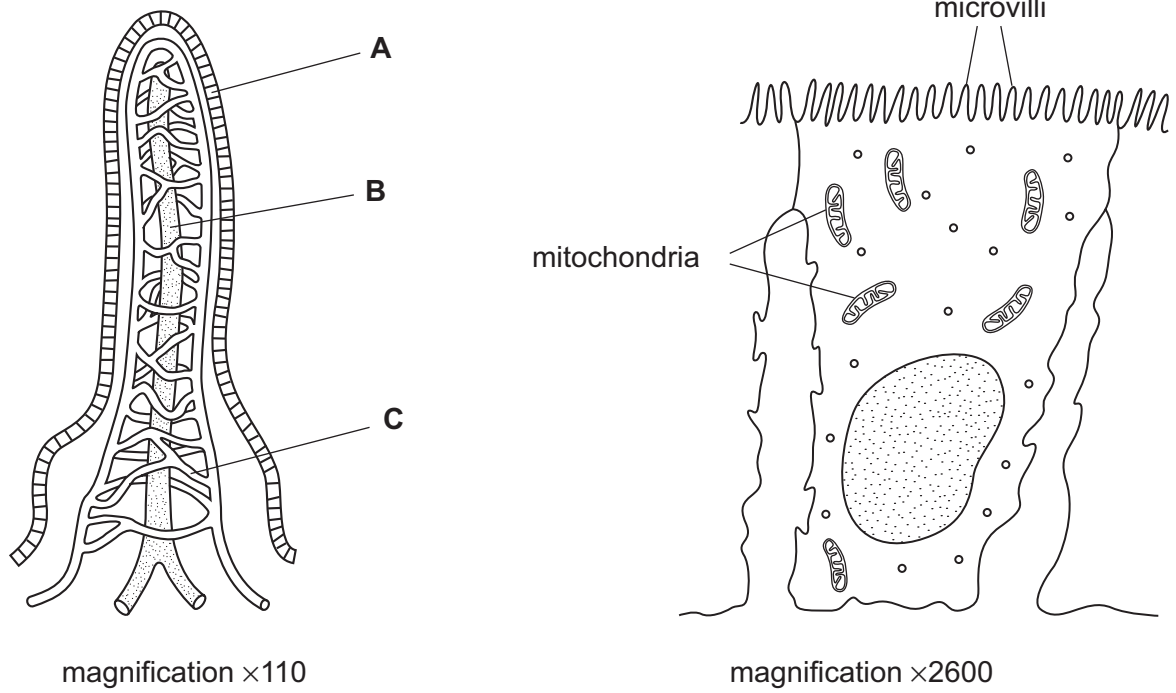 microvilli
A
B
mitochondria
C
magnification ×110
magnification ×2600